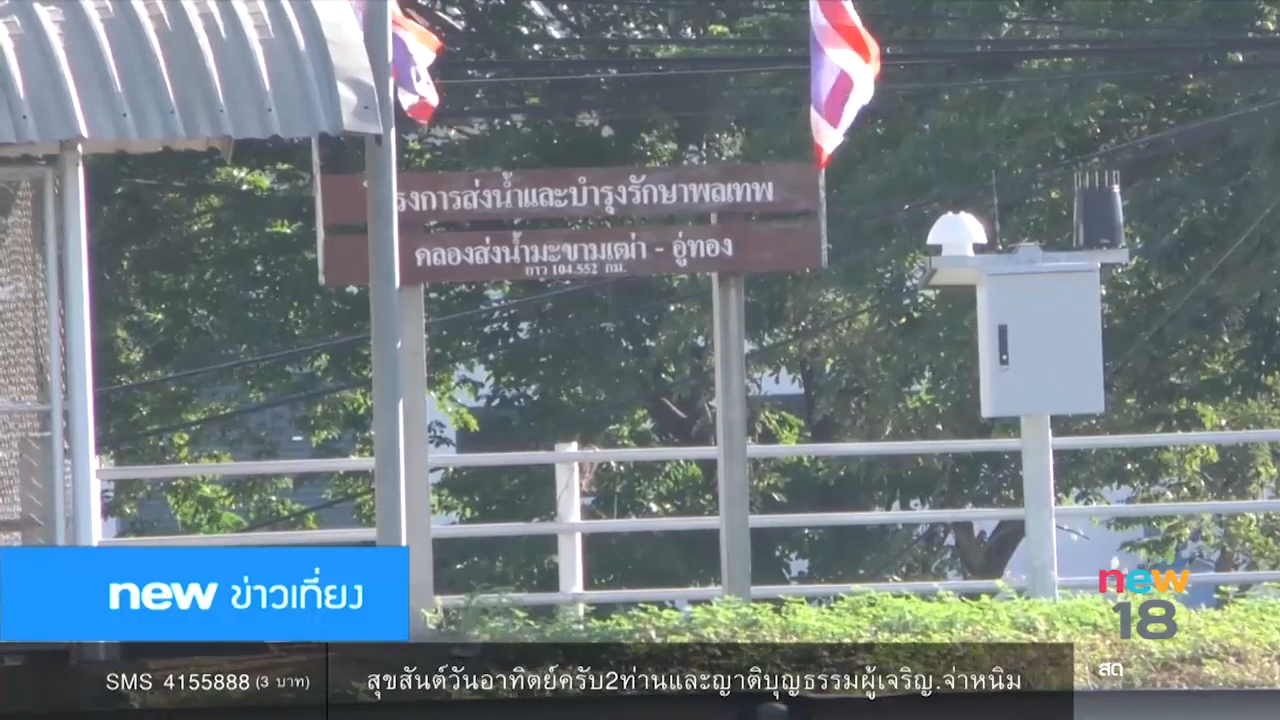 โครงการส่งน้ำและบำรุงรักษาพลเทพ
คลองส่งน้ำมะขามเฒ่า - อู่ทอง
ยาว 104.552 กม.
new ข่าวเที่ยง
new
18
SMS 4155888 (3 บาท)
สุขสันต์วันอาทิตย์ครับ2ท่านและญาติบุญธรรมผู้เจริญ.จ่าหนิม
สด